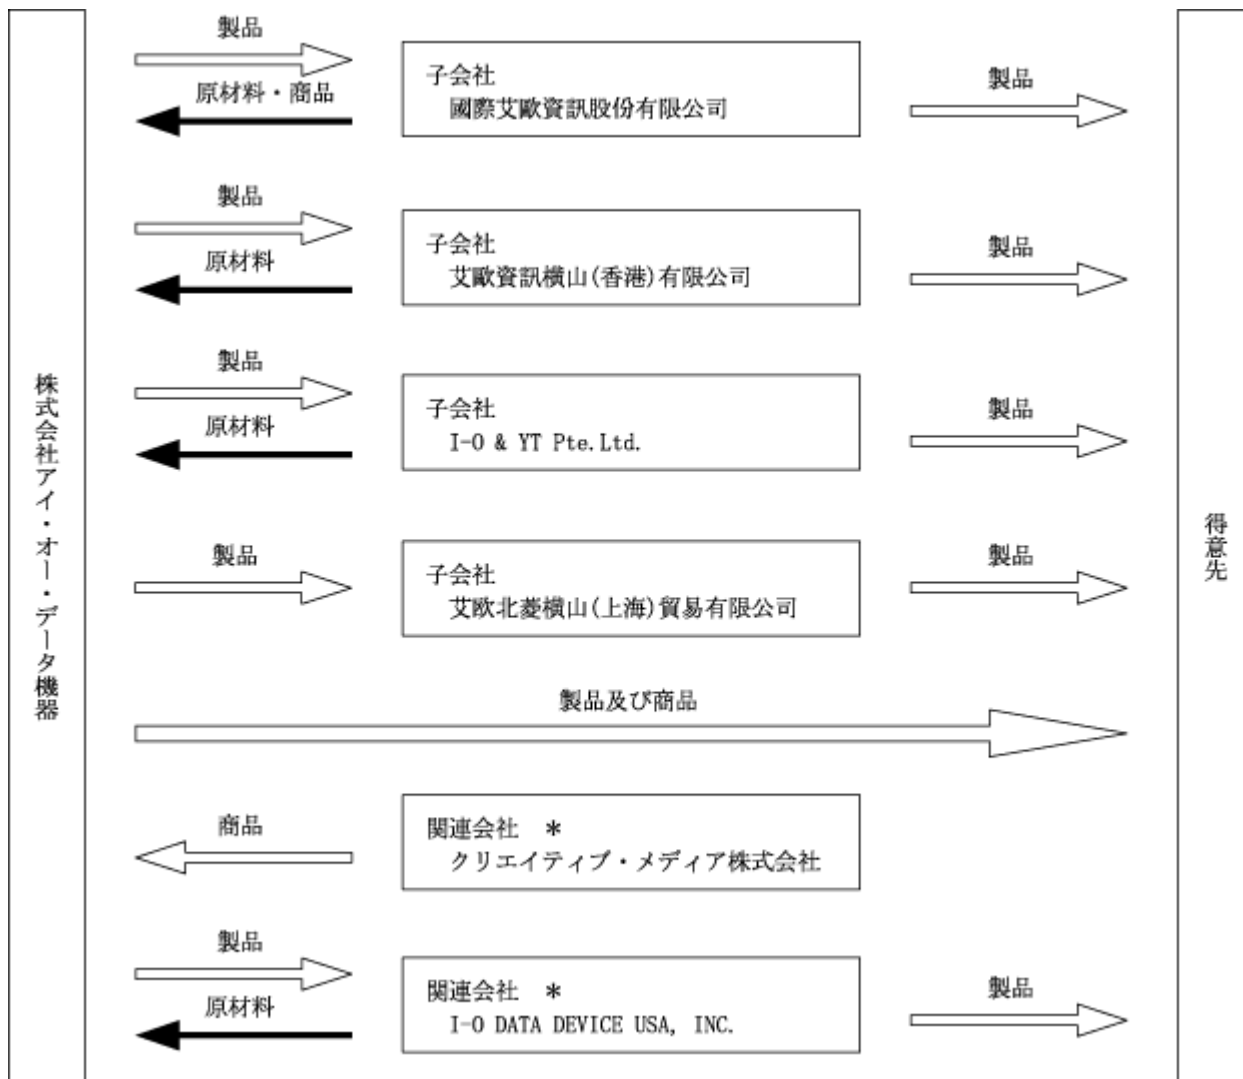 株式会社アイ・オー・データ機器
製品
原材料・商品
子会社
國際艾歐資訊股份有限公司
製品
製品
原材料
子会社
艾歐資訊横山(香港)有限公司
製品
製品
原材料
子会社
I-O & YT Pte.Ltd.
製品
製品
子会社
艾欧北菱横山(上海)貿易有限公司
製品
製品及び商品
商品
関連会社 *
クリエイティブ・メディア株式会社
製品
原材料
関連会社 *
I-O DATA DEVICE USA, INC.
製品
得意先